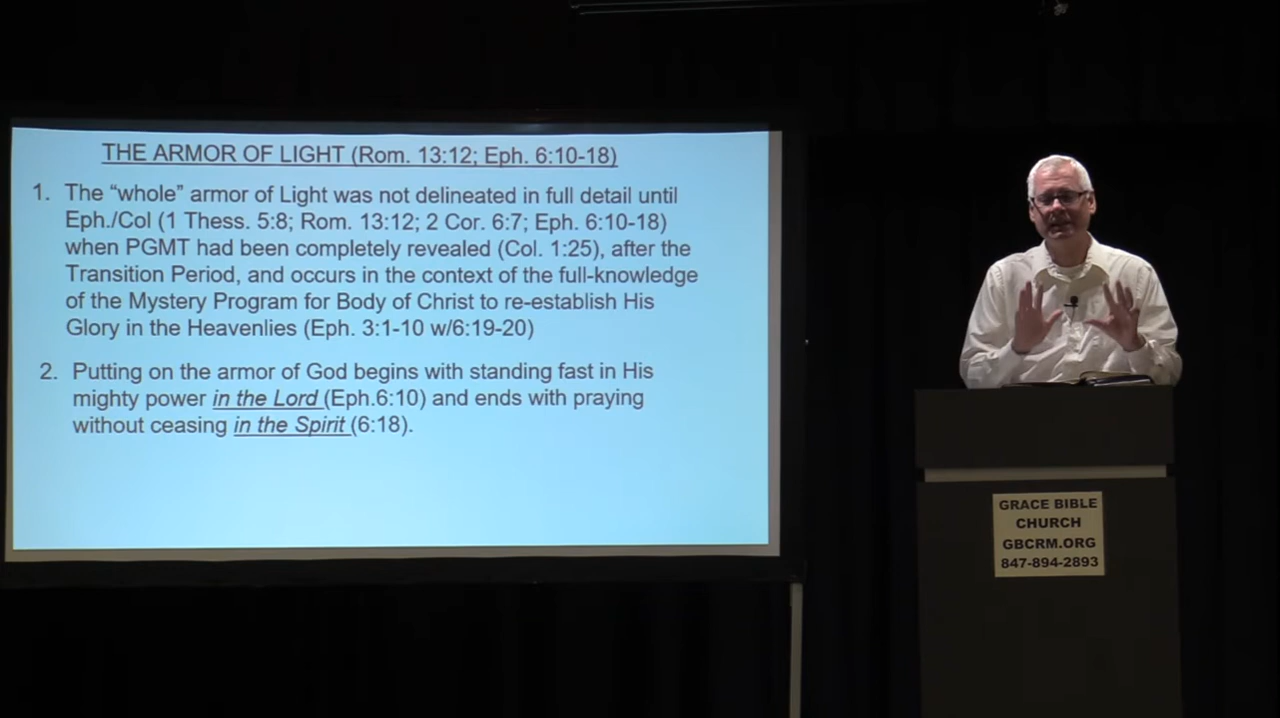 THE ARMOR OF LIGHT (Rom. 13:12; Eph. 6:10-18)
1. The “whole” armor of Light was not delineated in full detail until
Eph./Col (1 Thess. 5:8; Rom. 13:12; 2 Cor. 6:7; Eph. 6:10-18)
when PGMT had been completely revealed (Col. 1:25), after the
Transition Period, and occurs in the context of the full-knowledge
of the Mystery Program for Body of Christ to re-establish His
Glory in the Heavenlies (Eph. 3:1-10 w/6:19-20)
2. Putting on the armor of God begins with standing fast in His
mighty power in the Lord (Eph.6:10) and ends with praying
without ceasing in the Spirit (6:18).
GRACE BIBLE
CHURCH
GBCRM.ORG
847-894-2893